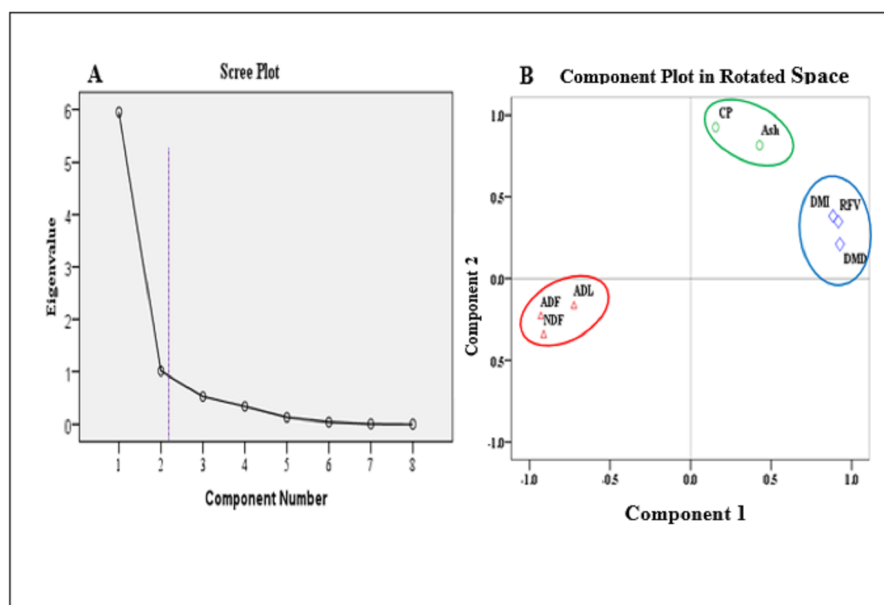 A
Scree Plot
Eigenvalue
6
5
4
3
2
1
0
1 2 3 4 5 6 7 8
Component Number
B
Component Plot in Rotated Space
Component 2
1.0
0.5
0.0
0.5
-1.0
CP
Ash
DMI RFV
DMD
ADF ADL
NDF
-1.0 -0.5 0.0 0.5 1.0
Component 1